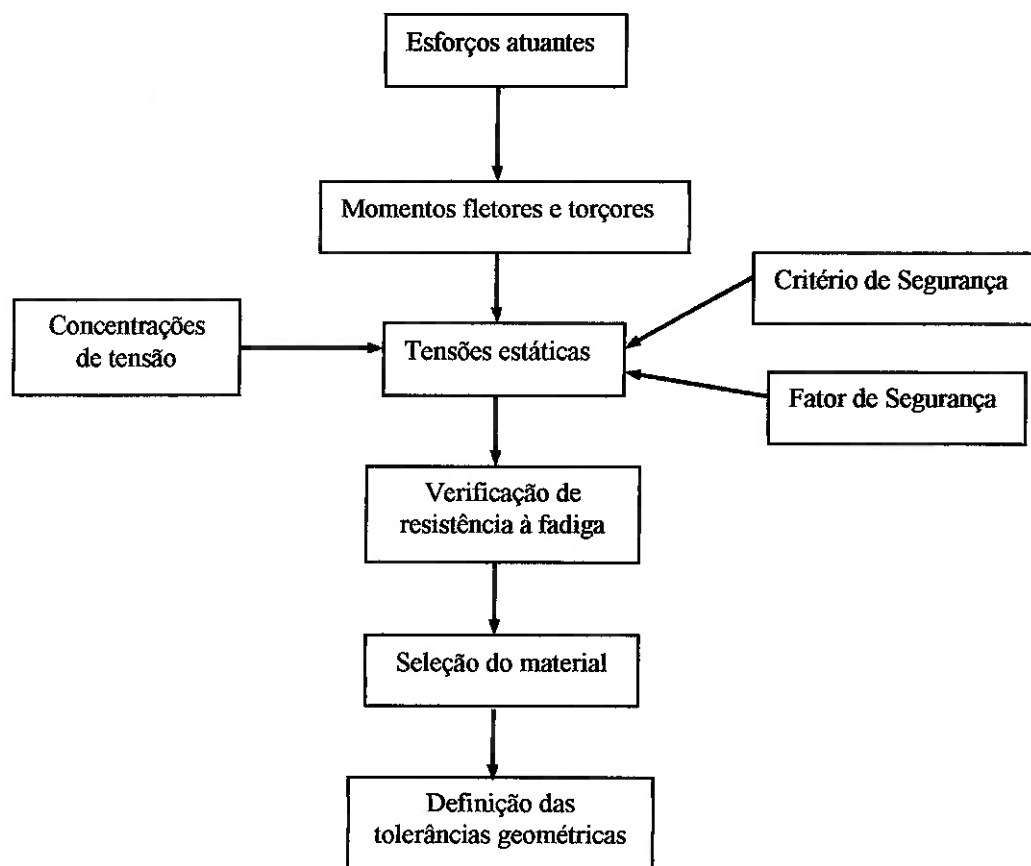 Esforços atuantes
Momentos fletores e torçores
Critério de Segurança
Concentrações
de tensão
Tensões estáticas
Fator de Segurança
Verificação de
resistência à fadiga
Seleção do material
Definição das
tolerâncias geométricas